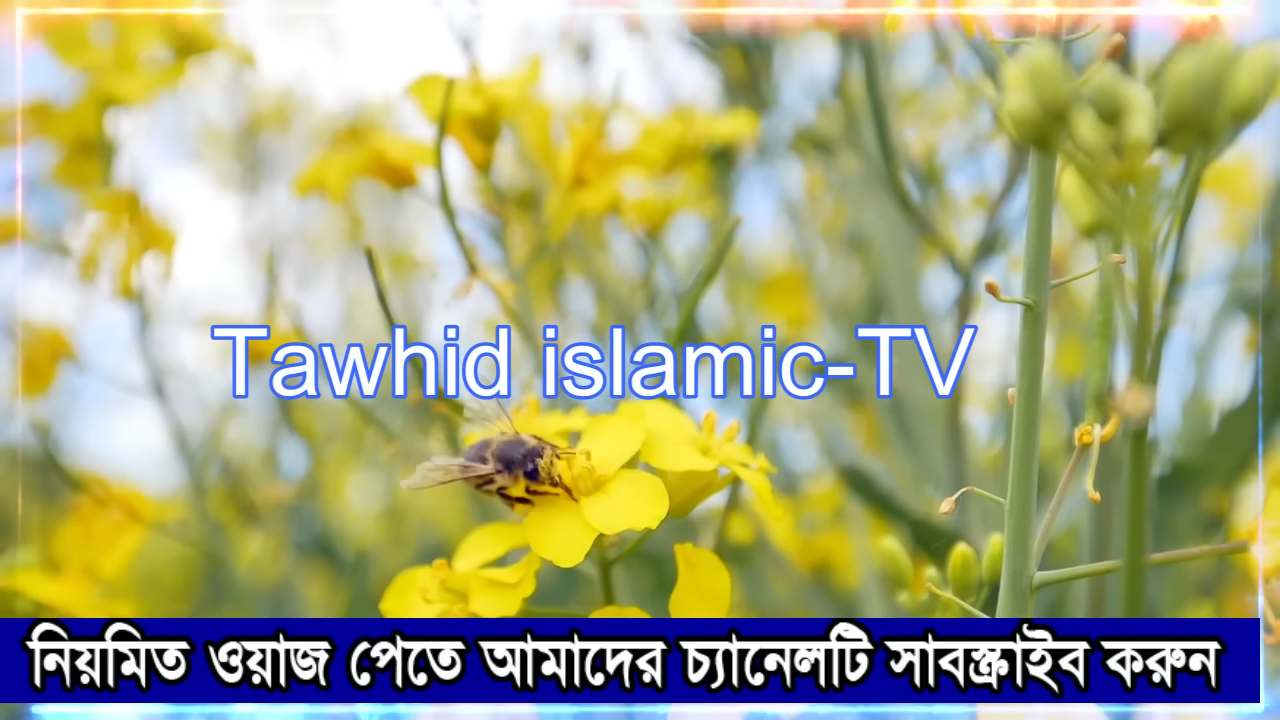 Tawhid islamic-TV
নিয়মিত ওয়াজ পেতে আমাদের চ্যানেলটি সাবস্ক্রাইব করুন